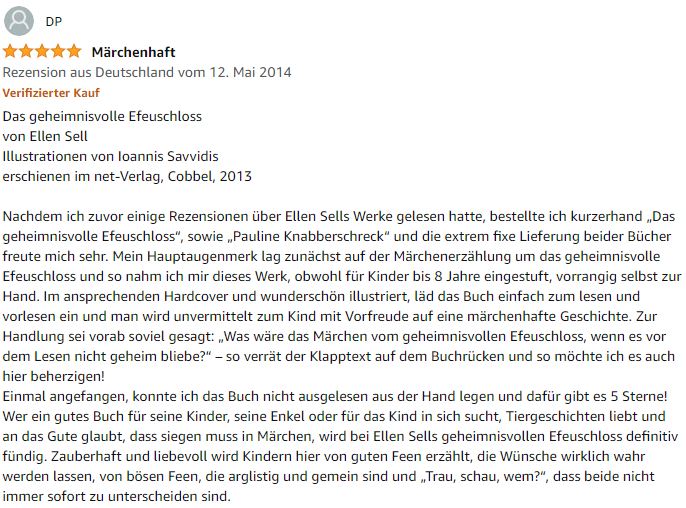 DP
Märchenhaft
Rezension aus Deutschland vom 12. Mai 2014
Verifizierter Kauf
Das geheimnisvolle Efeuschloss
von Ellen Sell
Illustrationen von Ioannis Savvidis
erschienen im net-Verlag, Cobbel, 2013
Nachdem ich zuvor einige Rezensionen über Ellen Sells Werke gelesen hatte, bestellte ich kurzerhand „Das
geheimnisvolle Efeuschloss“, sowie „Pauline Knabberschreck“ und die extrem fixe Lieferung beider Bücher
freute mich sehr. Mein Hauptaugenmerk lag zunächst auf der Märchenerzählung um das geheimnisvolle
Efeuschloss und so nahm ich mir dieses Werk, obwohl für Kinder bis 8 Jahre eingestuft, vorrangig selbst zur
Hand. Im ansprechenden Hardcover und wunderschön illustriert, läd das Buch einfach zum lesen und
vorlesen ein und man wird unvermittelt zum Kind mit Vorfreude auf eine märchenhafte Geschichte. Zur
Handlung sei vorab soviel gesagt: „Was wäre das Märchen vom geheimnisvollen Efeuschloss, wenn es vor
dem Lesen nicht geheim bliebe?“ – so verrät der Klapptext auf dem Buchrücken und so möchte ich es auch
hier beherzigen!
Einmal angefangen, konnte ich das Buch nicht ausgelesen aus der Hand legen und dafür gibt es 5 Sterne!
Wer ein gutes Buch für seine Kinder, seine Enkel oder für das Kind in sich sucht, Tiergeschichten liebt und
an das Gute glaubt, dass siegen muss in Märchen, wird bei Ellen Sells geheimnisvollen Efeuschloss definitiv
fündig. Zauberhaft und liebevoll wird Kindern hier von guten Feen erzählt, die Wünsche wirklich wahr
werden lassen, von bösen Feen, die arglistig und gemein sind und „Trau, schau, wem?“, dass beide nicht
immer sofort zu unterscheiden sind.